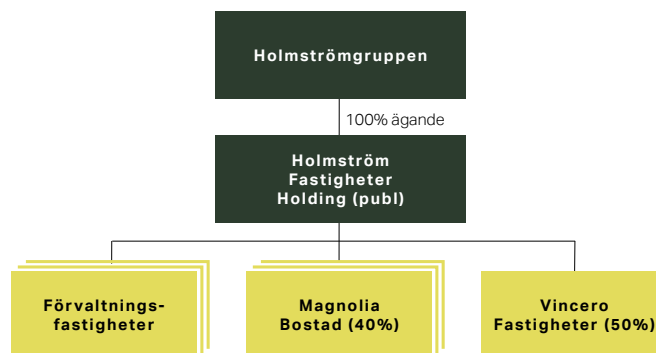 Holmströmgruppen
100% ägande
Holmström
Fastigheter
Holding (publ)
Förvaltnings-
fastigheter
Magnolia
Bostad (40%)
Vincero
Fastigheter (50%)